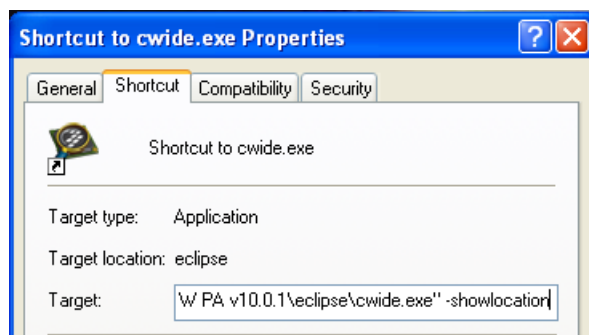 Shortcut to cwide.exe Properties
General Shortcut Compatibility Security
Shortcut to cwide.exe
Target type: Application
Target location: eclipse
Target: W PA v10.0.1\eclipse\cwide.exe" -showlocation